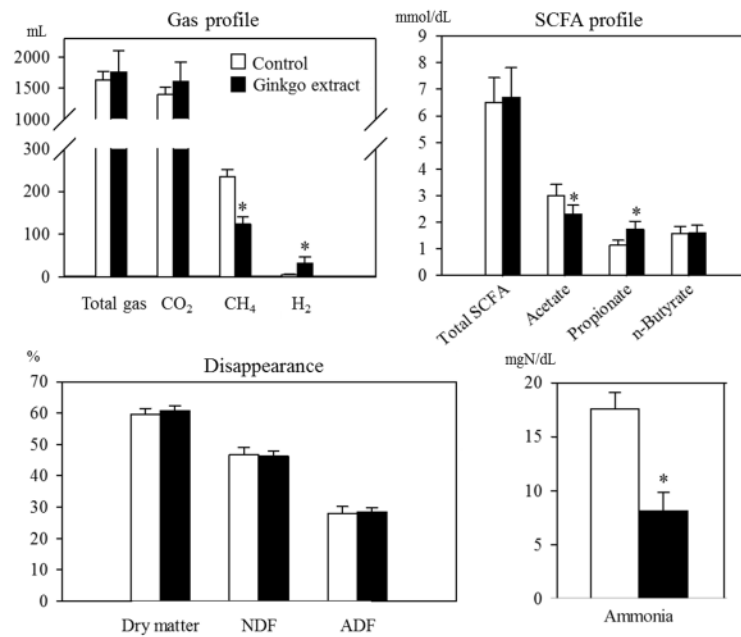 Gas profile
mL
2000
1500
1000
300
200
100
0
Control
Ginkgo extract
*
*
Total gas CO₂ CH₄ H₂
SCFA profile
mmol/dL
9
8
7
6
3
2
1
0
*
*
Total SCFA
Acetate
Propionate
n-Butyrate
Disappearance
%
70
60
50
40
30
20
10
0
Dry matter NDF ADF
mgN/dL
20
15
10
5
0
*
Ammonia